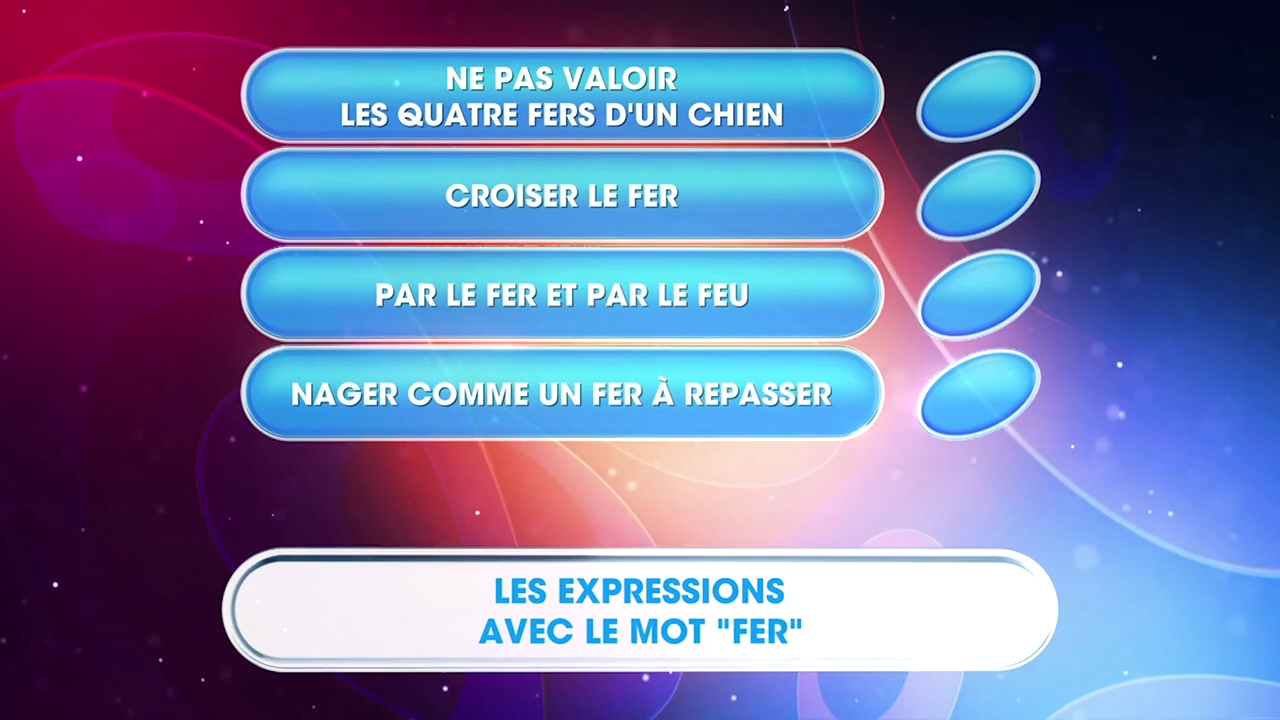 NE PAS VALOIR
LES QUATRE FERS D'UN CHIEN
CROISER LE FER
PAR LE FER ET PAR LE FEU
NAGER COMME UN FER À REPASSER
LES EXPRESSIONS
AVEC LE MOT "FER"